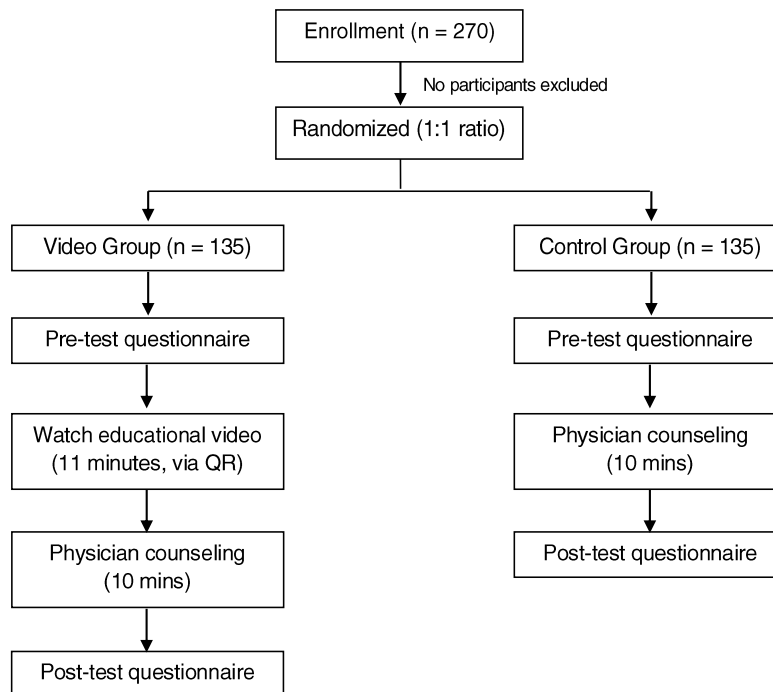 Enrollment (n = 270)
No participants excluded
Randomized (1:1 ratio)
Video Group (n = 135)
Control Group (n = 135)
Pre-test questionnaire
Pre-test questionnaire
Watch educational video
(11 minutes, via QR)
Physician counseling
(10 mins)
Physician counseling
(10 mins)
Post-test questionnaire
Post-test questionnaire